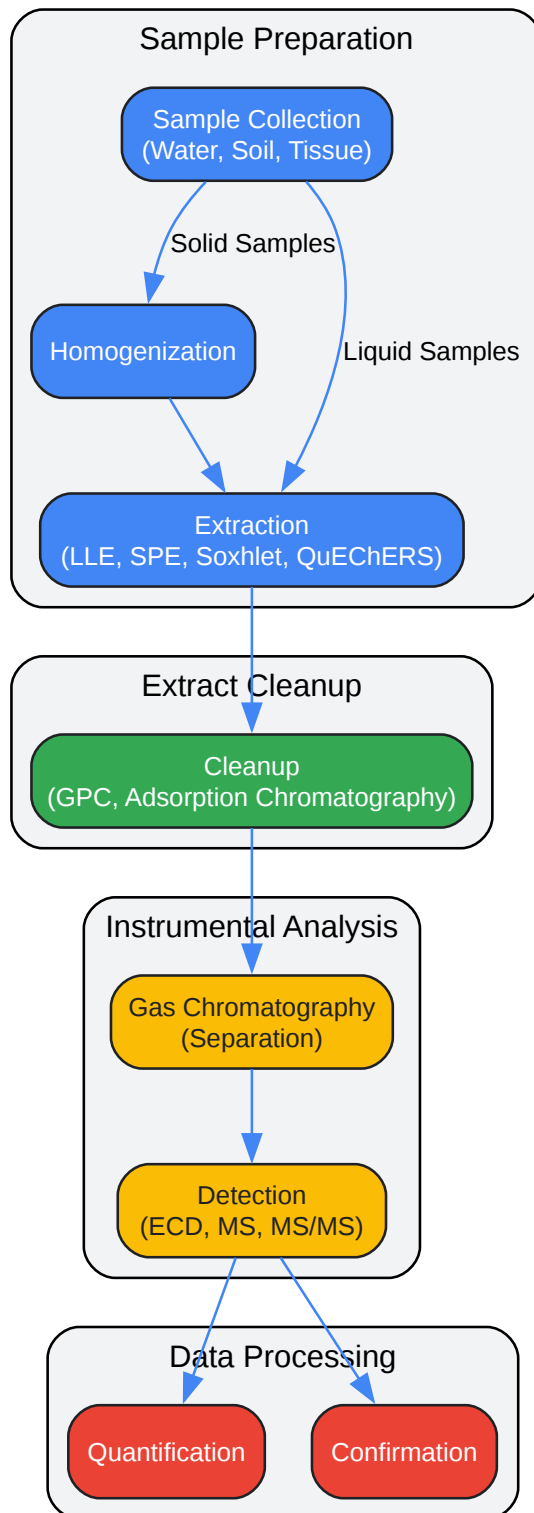 Sample Preparation
Sample Collection
(Water, Soil, Tissue)
Solid Samples
Homogenization
Liquid Samples
Extraction
(LLE, SPE, Soxhlet, QuEChERS)
Extract Cleanup
Cleanup
(GPC, Adsorption Chromatography)
Instrumental Analysis
Gas Chromatography
(Separation)
Detection
(ECD, MS, MS/MS)
Data Processing
Quantification
Confirmation